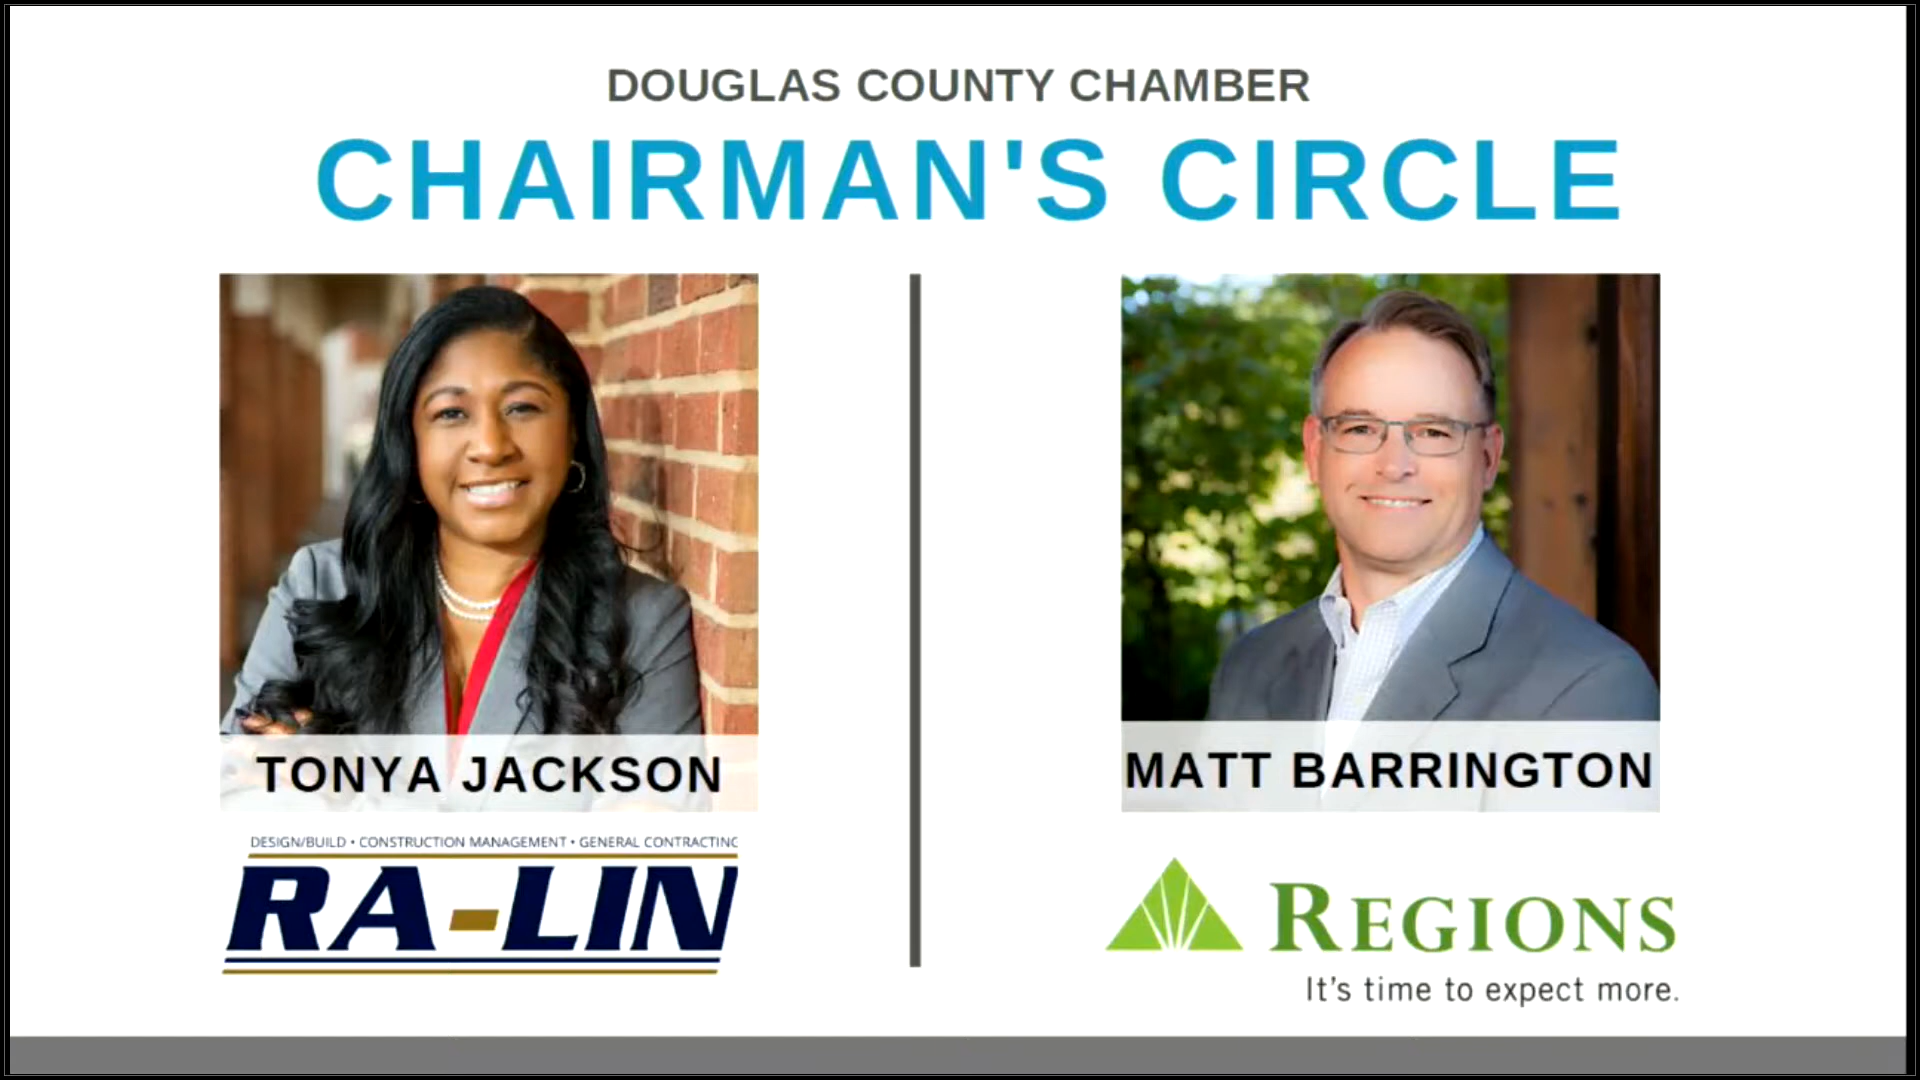 DOUGLAS COUNTY CHAMBER
CHAIRMAN'S CIRCLE
TONYA JACKSON
MATT BARRINGTON
DESIGN/BUILD • CONSTRUCTION MANAGEMENT • GENERAL CONTRACTING
RA-LIN
REGIONS
It's time to expect more.